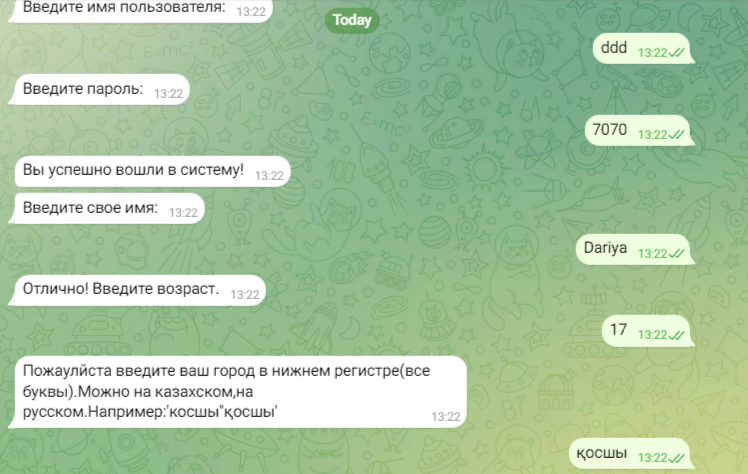 Введите имя пользователя: 13:22
Today
ddd 13:22
Введите пароль: 13:22
7070 13:22
Вы успешно вошли в систему! 13:22
Введите свое имя: 13:22
Dariya 13:22
Отлично! Введите возраст. 13:22
17 13:22
Пожаулйста введите ваш город в нижнем регистре(все
буквы).Можно на казахском,на
русском.Например:'косшы"қосшы' 13:22
қосшы 13:22